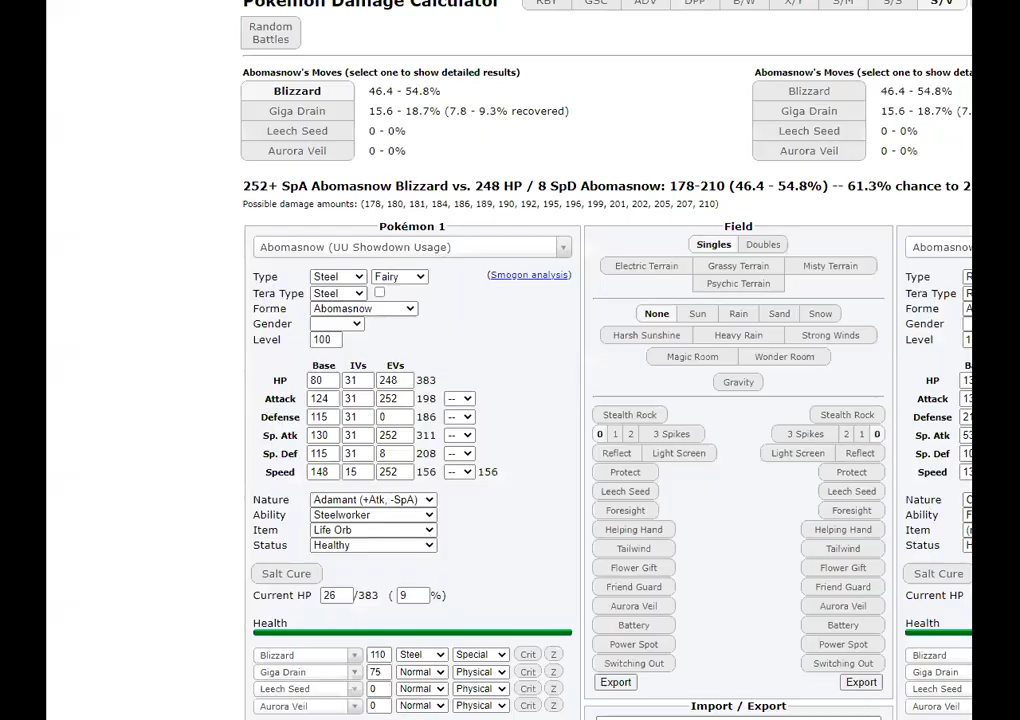 Pokémon Damage Calculator RBY GSC ADV DPP B/W X/Y S/M S/S S/V
Random
Battles
Abomasnow's Moves (select one to show detailed results) Abomasnow's Moves (select one to show deta
Blizzard 46.4 - 54.8% Blizzard 46.4 - 54.8%
Giga Drain 15.6 - 18.7% (7.8 - 9.3% recovered) Giga Drain 15.6 - 18.7% (7.
Leech Seed 0 - 0% Leech Seed 0 - 0%
Aurora Veil 0 - 0% Aurora Veil 0 - 0%
252+ SpA Abomasnow Blizzard vs. 248 HP / 8 SpD Abomasnow: 178-210 (46.4 - 54.8%) -- 61.3% chance to 2
Possible damage amounts: (178, 180, 181, 184, 186, 189, 190, 192, 195, 196, 199, 201, 202, 205, 207, 210)
Pokémon 1
Abomasnow (UU Showdown Usage)
Type Steel Fairy (Smogon analysis)
Tera Type Steel
Forme Abomasnow
Gender
Level 100
Base IVs EVs
HP 80 31 248 383
Attack 124 31 252 198 --
Defense 115 31 0 186 --
Sp. Atk 130 31 252 311 --
Sp. Def 115 31 8 208 --
Speed 148 15 252 156 -- 156
Nature Adamant (+Atk, -SpA)
Ability Steelworker
Item Life Orb
Status Healthy
Salt Cure
Current HP 26 /383 ( 9 %)
Health
Blizzard 110 Steel Special Crit Z
Giga Drain 75 Normal Physical Crit Z
Leech Seed 0 Normal Physical Crit Z
Aurora Veil 0 Normal Physical Crit Z
Field
Singles Doubles
Electric Terrain Grassy Terrain Misty Terrain
Psychic Terrain
None Sun Rain Sand Snow
Harsh Sunshine Heavy Rain Strong Winds
Magic Room Wonder Room
Gravity
Stealth Rock Stealth Rock
0 1 2 3 Spikes 3 Spikes 2 1 0
Reflect Light Screen Light Screen Reflect
Protect Protect
Leech Seed Leech Seed
Foresight Foresight
Helping Hand Helping Hand
Tailwind Tailwind
Flower Gift Flower Gift
Friend Guard Friend Guard
Aurora Veil Aurora Veil
Battery Battery
Power Spot Power Spot
Switching Out Switching Out
Export Export
Import / Export
Abomasnow
Type
Tera Type
Forme
Gender
Level
HP 13
Attack 13
Defense 21
Sp. Atk 53
Sp. Def 10
Speed 13
Nature
Ability
Item
Status
Salt Cure
Current HP
Health
Blizzard
Giga Drain
Leech Seed
Aurora Veil